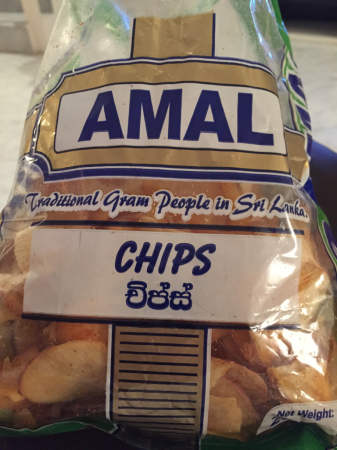 AMAL
Traditional Gram People in Sri Lanka.
CHIPS
චිප්ස්
Net Weight: